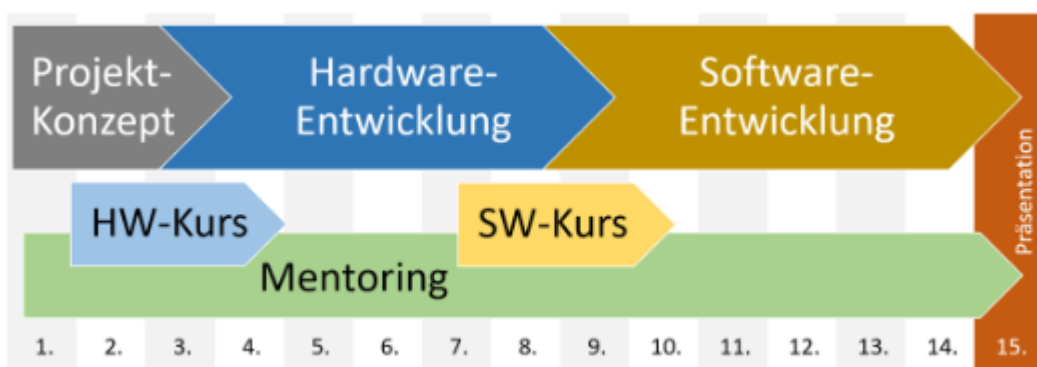 Projekt-
Konzept
Hardware-
Entwicklung
Software-
Entwicklung
Präsentation
HW-Kurs
SW-Kurs
Mentoring
1. 2. 3. 4. 5. 6. 7. 8. 9. 10. 11. 12. 13. 14. 15.